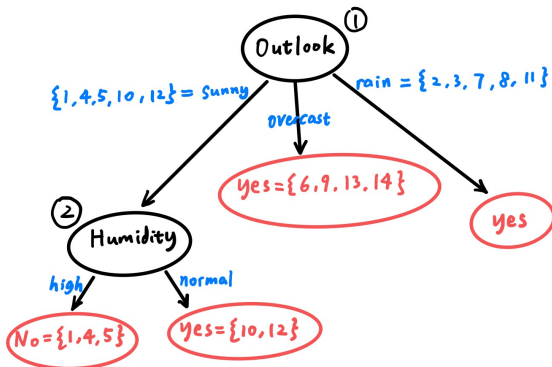 ①
Outlook
{1,4,5,10,12} = Sunny
overcast
rain = {2,3,7,8,11}
yes = {6,9,13,14}
yes
②
Humidity
high
normal
No = {1,4,5}
yes = {10,12}